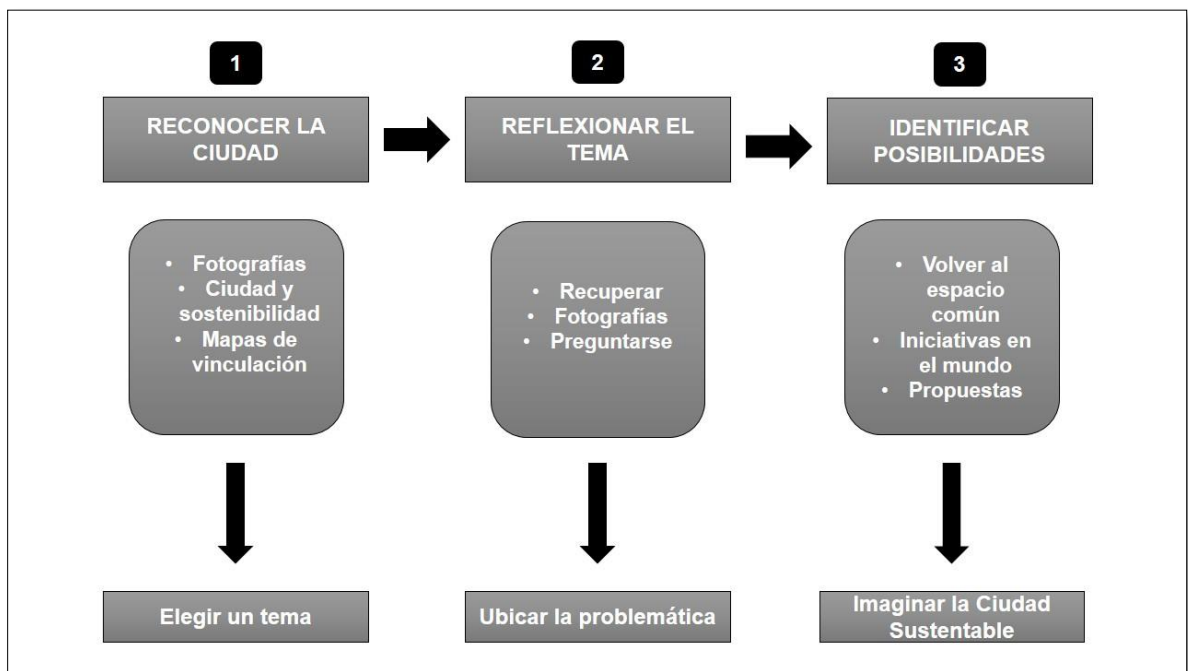 1
RECONOCER LA
CIUDAD
• Fotografías
• Ciudad y
sostenibilidad
• Mapas de
vinculación
Elegir un tema
2
REFLEXIONAR EL
TEMA
• Recuperar
• Fotografías
• Preguntarse
Ubicar la problemática
3
IDENTIFICAR
POSIBILIDADES
• Volver al
espacio
común
• Iniciativas en
el mundo
• Propuestas
Imaginar la Ciudad
Sustentable